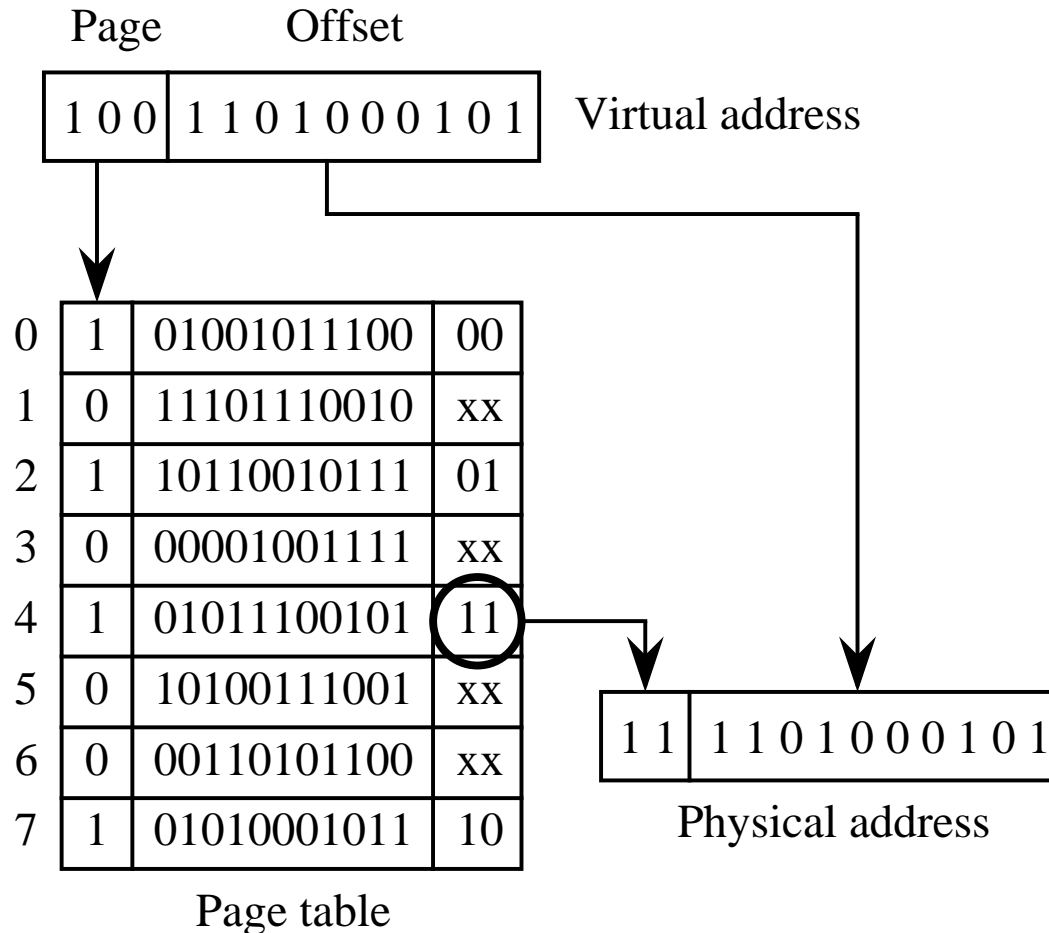 Page Offset
1 0 0 1 1 0 1 0 0 0 1 0 1 Virtual address
0 1 01001011100 00
1 0 11101110010 xx
2 1 10110010111 01
3 0 00001001111 xx
4 1 01011100101 11
5 0 10100111001 xx
6 0 00110101100 xx
7 1 01010001011 10
Page table
1 1 1 1 0 1 0 0 0 1 0 1
Physical address